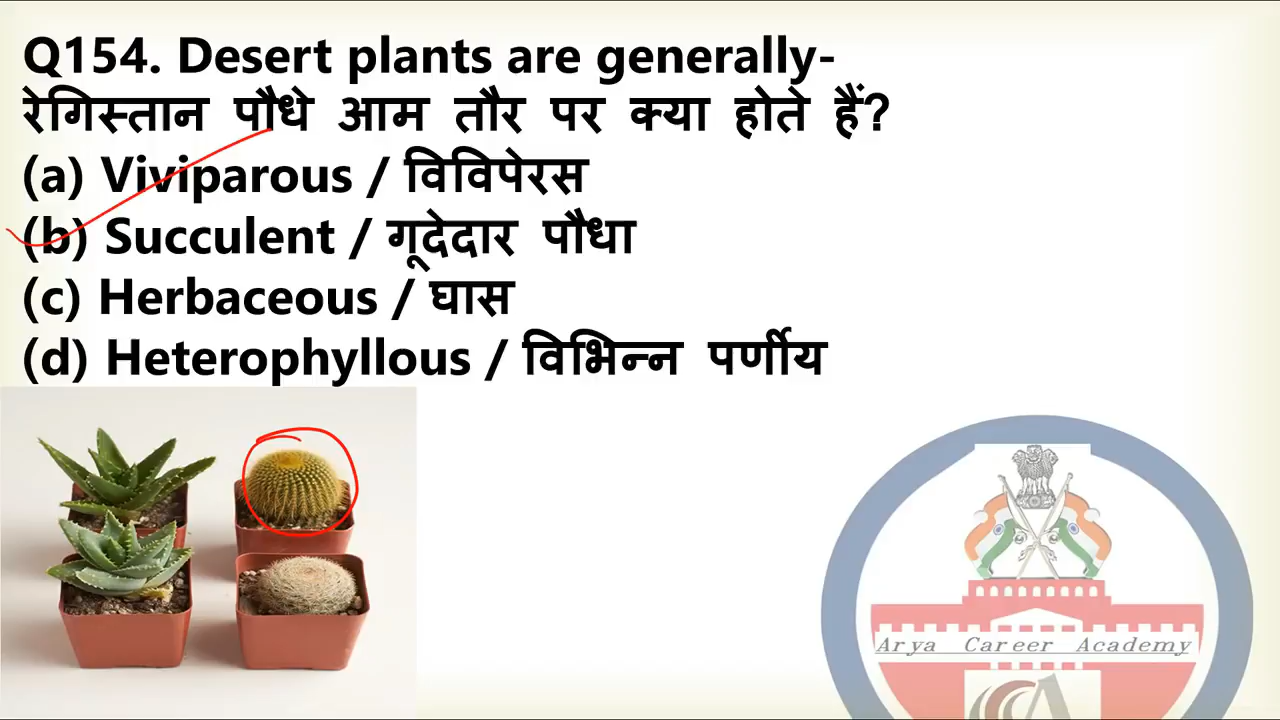 Q154. Desert plants are generally-
रेगिस्तान पौधे आम तौर पर क्या होते हैं?
(a) Viviparous / विविपेरस
(b) Succulent / गूदेदार पौधा
(c) Herbaceous / घास
(d) Heterophyllous / विभिन्न पर्णीय
Arya Career Academy